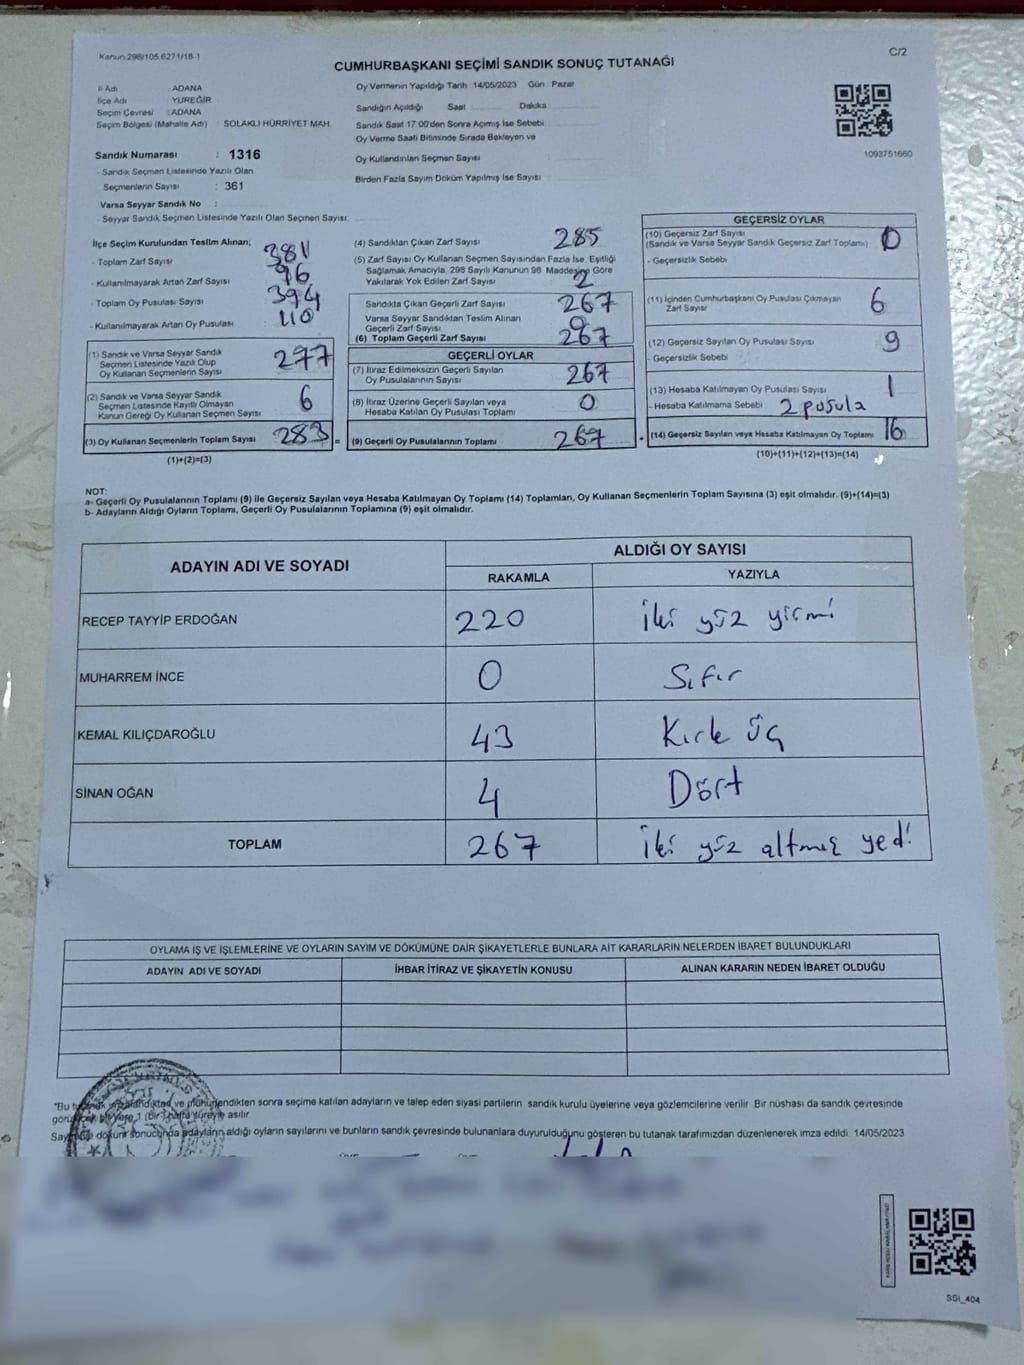 Kanun:298/105.6271/18-1
C/2
CUMHURBAŞKANI SEÇİMİ SANDIK SONUÇ TUTANAĞI
İl Adı ADANA
İlçe Adı YÜREĞİR
Seçim Çevresi : ADANA
Seçim Bölgesi (Mahalle Adı) : SOLAKLI HÜRRİYET MAH.
Sandık Numarası : 1316
- Sandık Seçmen Listesinde Yazılı Olan
Seçmenlerin Sayısı : 361
Varsa Seyyar Sandık No :
- Seyyar Sandık Seçmen Listesinde Yazılı Olan Seçmen Sayısı:
Oy Vermenin Yapıldığı Tarih : 14/05/2023 Gün : Pazar
Sandığın Açıldığı Saat Dakika
Sandık Saat 17:00'den Sonra Açılmış İse Sebebi
Oy Verme Saati Bitiminde Sırada Bekleyen ve
Oy Kullandırılan Seçmen Sayısı :
Birden Fazla Sayım Döküm Yapılmış İse Sayısı :
1093751660
İlçe Seçim Kurulundan Teslim Alınan;
- Toplam Zarf Sayısı : 381
- Kullanılmayarak Artan Zarf Sayısı : 96
- Toplam Oy Pusulası Sayısı : 394
- Kullanılmayarak Artan Oy Pusulası : 110
(1) Sandık ve Varsa Seyyar Sandık
Seçmen Listesinde Yazılı Olup
Oy Kullanan Seçmenlerin Sayısı 277
(2) Sandık ve Varsa Seyyar Sandık
Seçmen Listesinde Kayıtlı Olmayan
Kanun Gereği Oy Kullanan Seçmen Sayısı 6
(3) Oy Kullanan Seçmenlerin Toplam Sayısı 283 =
(1)+(2)=(3)
(4) Sandıktan Çıkan Zarf Sayısı 285
(5) Zarf Sayısı Oy Kullanan Seçmen Sayısından Fazla İse, Eşitliği
Sağlamak Amacıyla, 298 Sayılı Kanunun 98. Maddesine Göre
Yakılarak Yok Edilen Zarf Sayısı 2
Sandıkta Çıkan Geçerli Zarf Sayısı 267
Varsa Seyyar Sandıktan Teslim Alınan
Geçerli Zarf Sayısı 0
(6) Toplam Geçerli Zarf Sayısı 267
GEÇERLİ OYLAR
(7) İtiraz Edilmeksizin Geçerli Sayılan
Oy Pusulalarının Sayısı 267
(8) İtiraz Üzerine Geçerli Sayılan veya
Hesaba Katılan Oy Pusulası Toplamı 0
(9) Geçerli Oy Pusulalarının Toplamı 267 +
GEÇERSİZ OYLAR
(10) Geçersiz Zarf Sayısı
(Sandık ve Varsa Seyyar Sandık Geçersiz Zarf Toplamı) 0
- Geçersizlik Sebebi
(11) İçinden Cumhurbaşkanı Oy Pusulası Çıkmayan
Zarf Sayısı 6
(12) Geçersiz Sayılan Oy Pusulası Sayısı 9
- Geçersizlik Sebebi
(13) Hesaba Katılmayan Oy Pusulası Sayısı 1
- Hesaba Katılmama Sebebi 2 pusula
(14) Geçersiz Sayılan veya Hesaba Katılmayan Oy Toplamı 16
(10)+(11)+(12)+(13)=(14)
NOT:
a- Geçerli Oy Pusulalarının Toplamı (9) ile Geçersiz Sayılan veya Hesaba Katılmayan Oy Toplamı (14) Toplamları, Oy Kullanan Seçmenlerin Toplam Sayısına (3) eşit olmalıdır. (9)+(14)=(3)
b- Adayların Aldığı Oyların Toplamı, Geçerli Oy Pusulalarının Toplamına (9) eşit olmalıdır.
ADAYIN ADI VE SOYADI
ALDIĞI OY SAYISI
RAKAMLA YAZIYLA
RECEP TAYYİP ERDOĞAN 220 İki yüz yirmi
MUHARREM İNCE 0 Sıfır
KEMAL KILIÇDAROĞLU 43 Kırk Üç
SİNAN OĞAN 4 Dört
TOPLAM 267 İki yüz altmış yedi
OYLAMA İŞ VE İŞLEMLERİNE VE OYLARIN SAYIM VE DÖKÜMÜNE DAİR ŞİKAYETLERLE BUNLARA AİT KARARLARIN NELERDEN İBARET BULUNDUKLARI
ADAYIN ADI VE SOYADI İHBAR İTİRAZ VE ŞİKAYETİN KONUSU ALINAN KARARIN NEDEN İBARET OLDUĞU
"Bu tutanak imzalandıktan ve mühürlendikten sonra seçime katılan adayların ve talep eden siyasi partilerin sandık kurulu üyelerine veya gözlemcilerine verilir. Bir nüshası da sandık çevresinde
1 (bir) hafta süreyle asılır
döküm sonucunda adayların aldığı oyların sayılarını ve bunların sandık çevresinde bulunanlara duyurulduğunu gösteren bu tutanak tarafımızdan düzenlenerek imza edildi. 14/05/2023
SSI_404